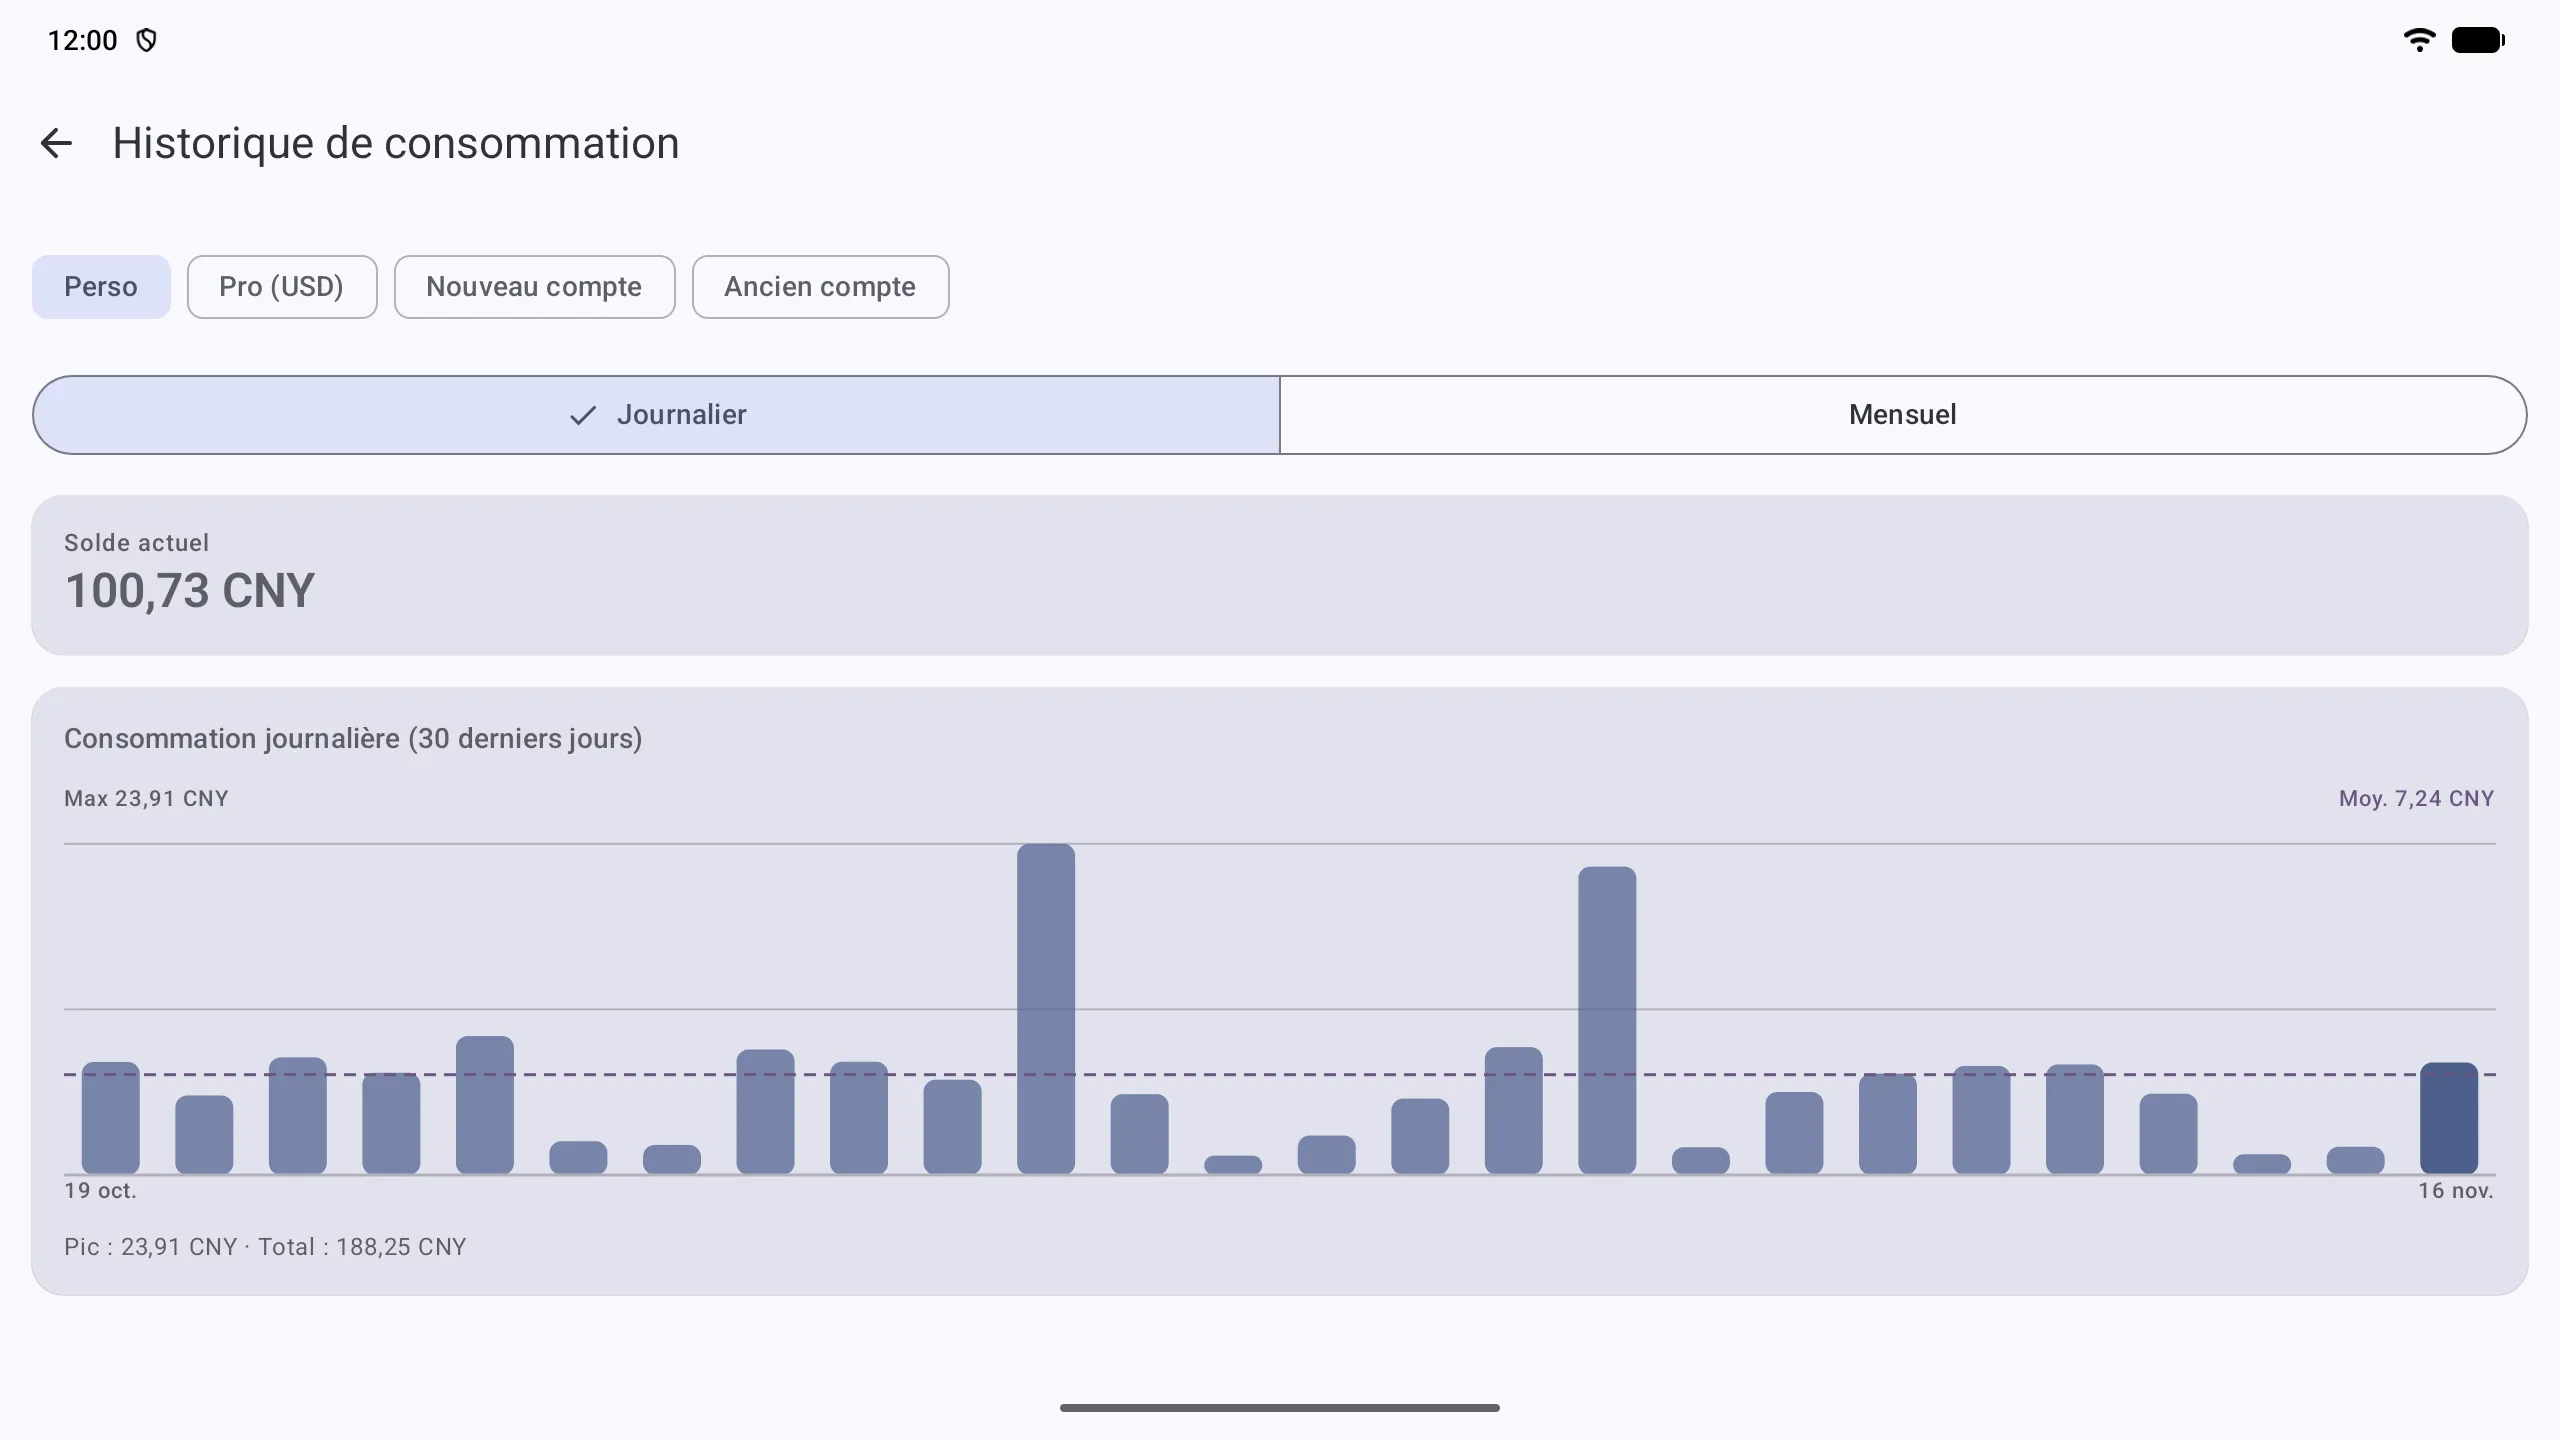 12:00
Historique de consommation
Perso
Pro (USD)
Nouveau compte
Ancien compte
Journalier
Mensuel
Solde actuel
100,73 CNY
Consommation journalière (30 derniers jours)
Max 23,91 CNY
Moy. 7,24 CNY
19 oct.
16 nov.
Pic : 23,91 CNY · Total : 188,25 CNY